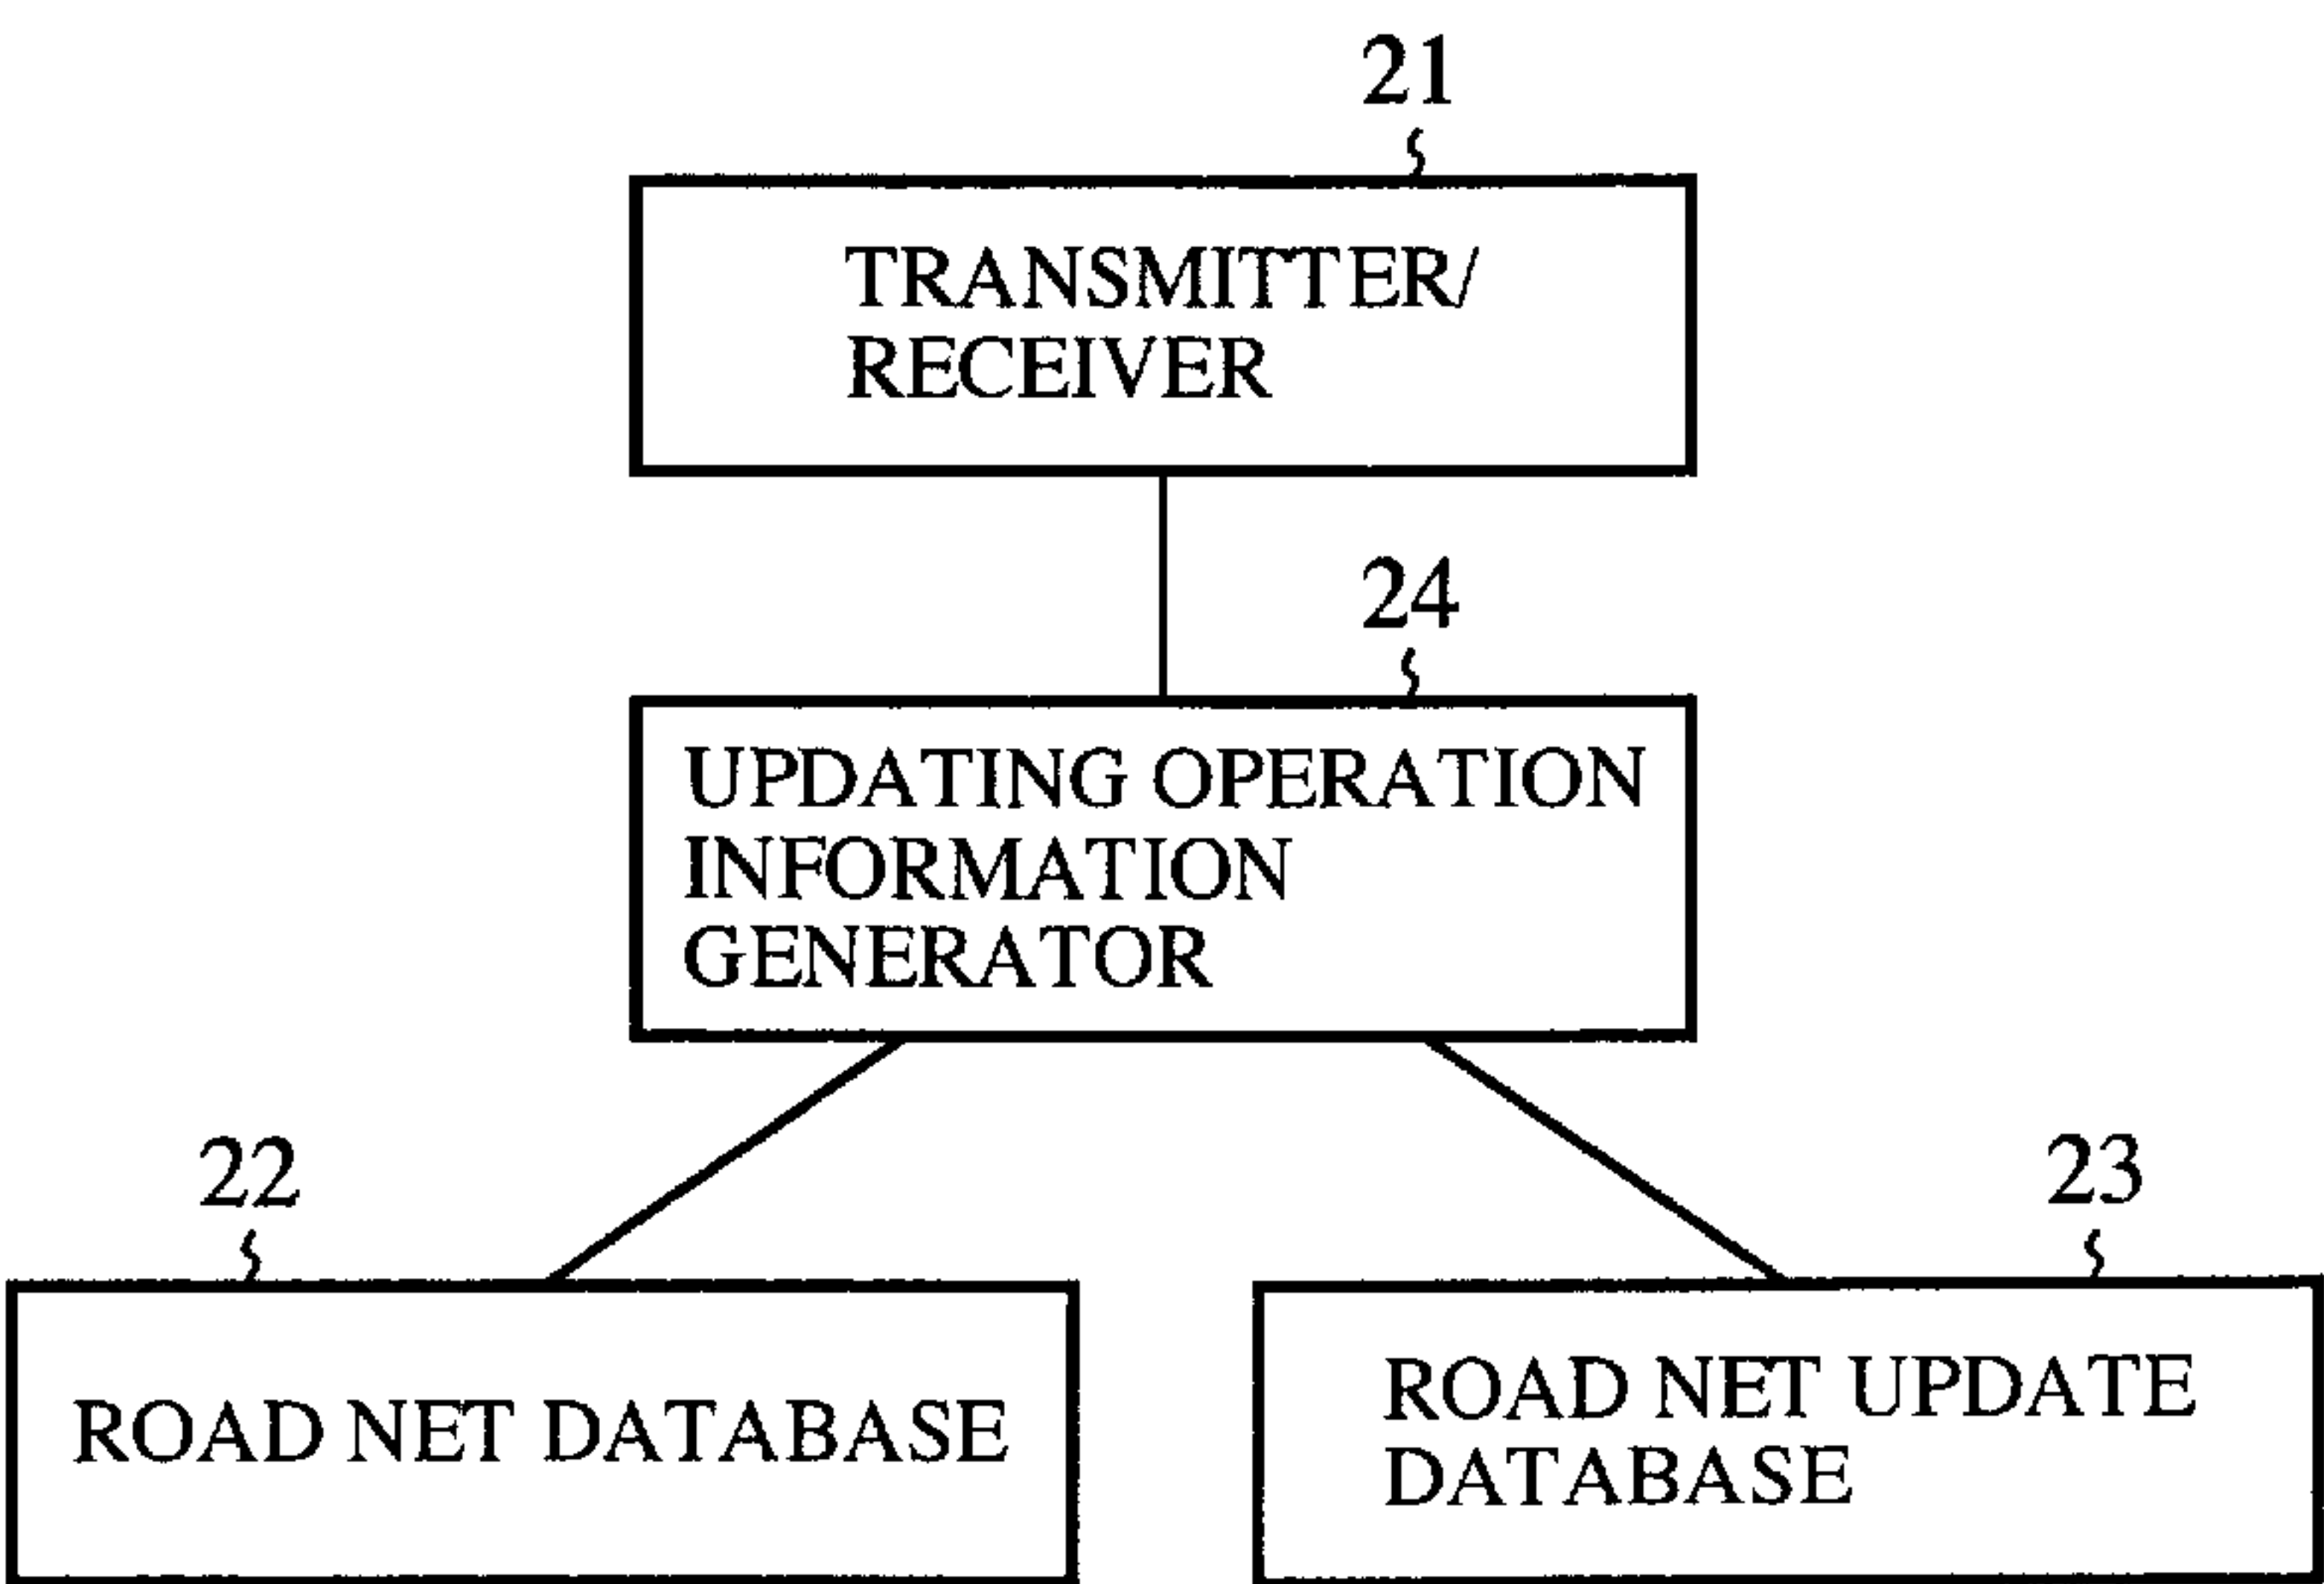 21
TRANSMITTER/
RECEIVER
24
UPDATING OPERATION
INFORMATION
GENERATOR
22
ROAD NET DATABASE
23
ROAD NET UPDATE
DATABASE